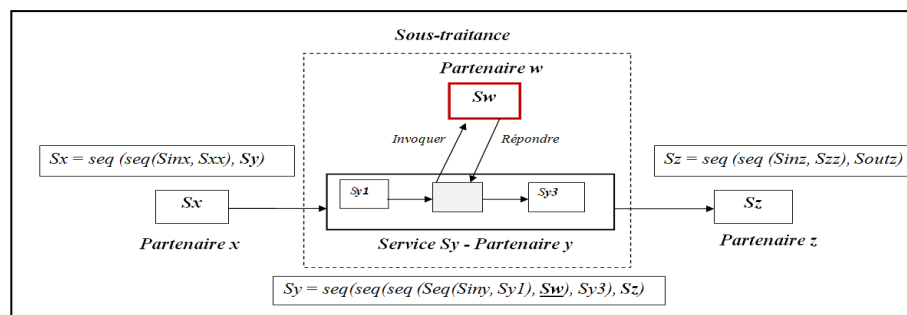 Sous-traitance
Partenaire w
Sw
Invoquer
Répondre
Sx = seq (seq(Sinx, Sxx), Sy)
Sz = seq (seq (Sinz, Szz), Soutz)
Sx
Sy1
Sy3
Sz
Partenaire x
Service Sy - Partenaire y
Partenaire z
Sy = seq(seq(seq (Seq(Siny, Sy1), Sw), Sy3), Sz)